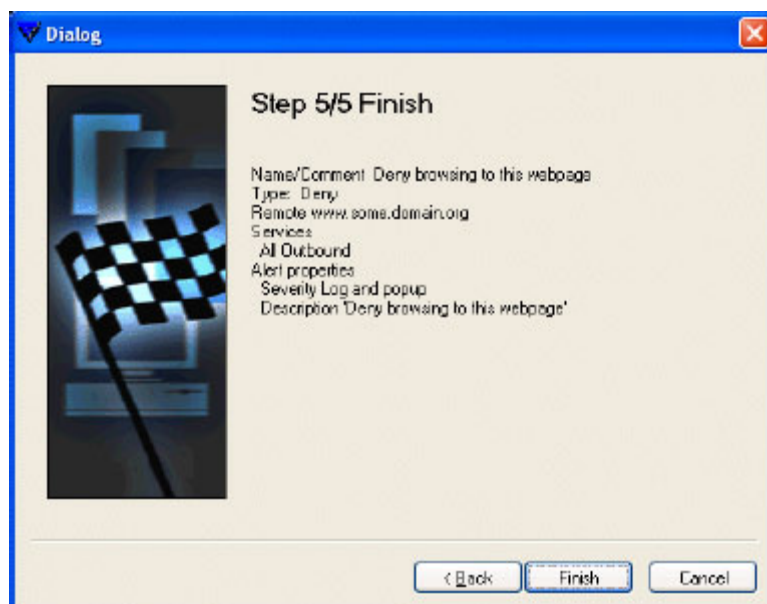 Dialog
Step 5/5 Finish
Name/Comment Deny browsing to this webpage
Type: Deny
Remote www.some.domain.org
Services
All Outbound
Alert properties
Severity Log and popup
Description 'Deny browsing to this webpage'
< Back Finish Cancel